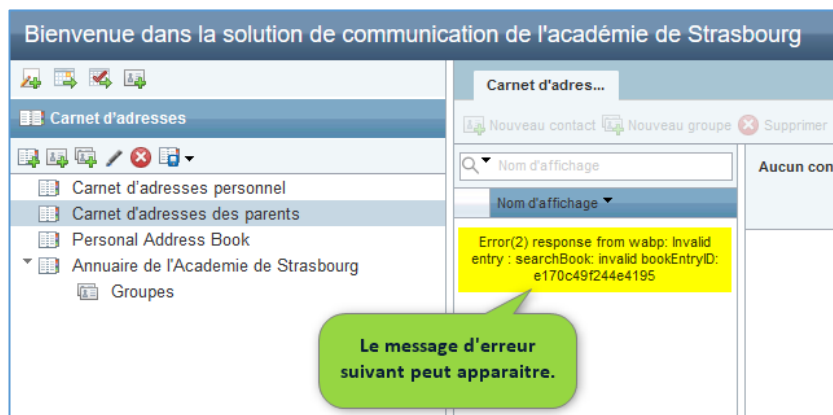 Bienvenue dans la solution de communication de l'académie de Strasbourg
Carnet d'adresses
Carnet d'adresses personnel
Carnet d'adresses des parents
Personal Address Book
Annuaire de l'Academie de Strasbourg
Groupes
Carnet d'adres...
Nouveau contact Nouveau groupe Supprimer
Nom d'affichage
Aucun con
Nom d'affichage
Error(2) response from wabp: Invalid
entry : searchBook: invalid bookEntryID:
e170c49f244e4195
Le message d'erreur
suivant peut apparaitre.